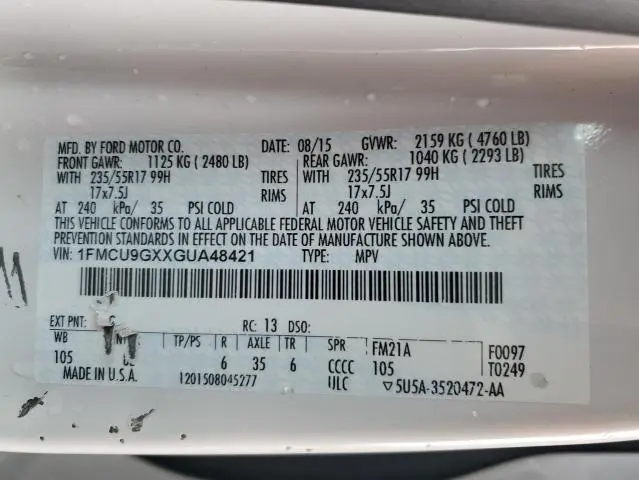 MFD. BY FORD MOTOR CO. DATE: 08/15 GVWR: 2159 KG ( 4760 LB)
FRONT GAWR: 1125 KG ( 2480 LB) REAR GAWR: 1040 KG ( 2293 LB)
WITH 235/55R17 99H TIRES WITH 235/55R17 99H TIRES
17x7.5J RIMS 17x7.5J RIMS
AT 240 kPa/ 35 PSI COLD AT 240 kPa/ 35 PSI COLD
THIS VEHICLE CONFORMS TO ALL APPLICABLE FEDERAL MOTOR VEHICLE SAFETY AND THEFT
PREVENTION STANDARDS IN EFFECT ON THE DATE OF MANUFACTURE SHOWN ABOVE.
VIN: 1FMCU9GXXGUA48421 TYPE: MPV
EXT PNT: RC: 13 DSO:
WB TP/PS R AXLE TR SPR FM21A F0097
105 6 35 6 CCCC 105 T0249
MADE IN U.S.A. 1201508045277 ULC ▽5U5A-3520472-AA